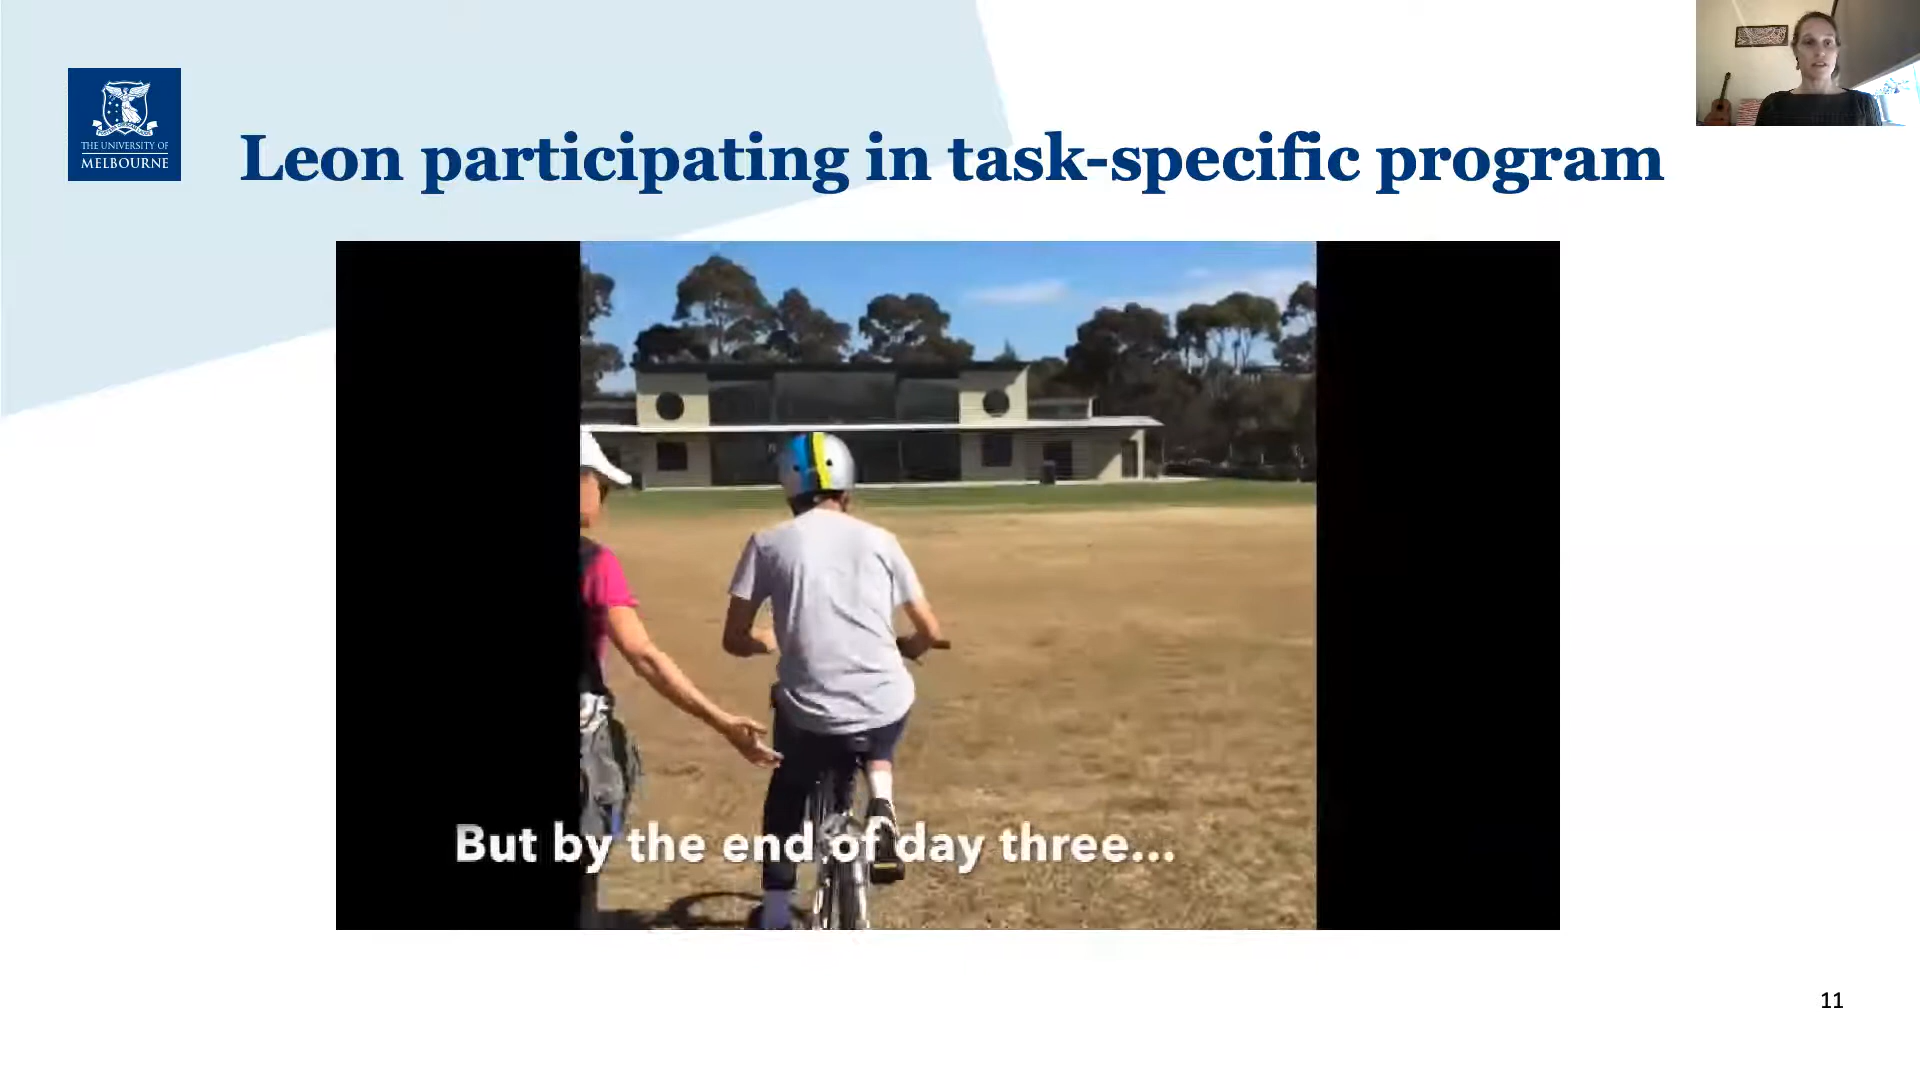 THE UNIVERSITY OF
MELBOURNE
Leon participating in task-specific program
But by the end of day three...
11